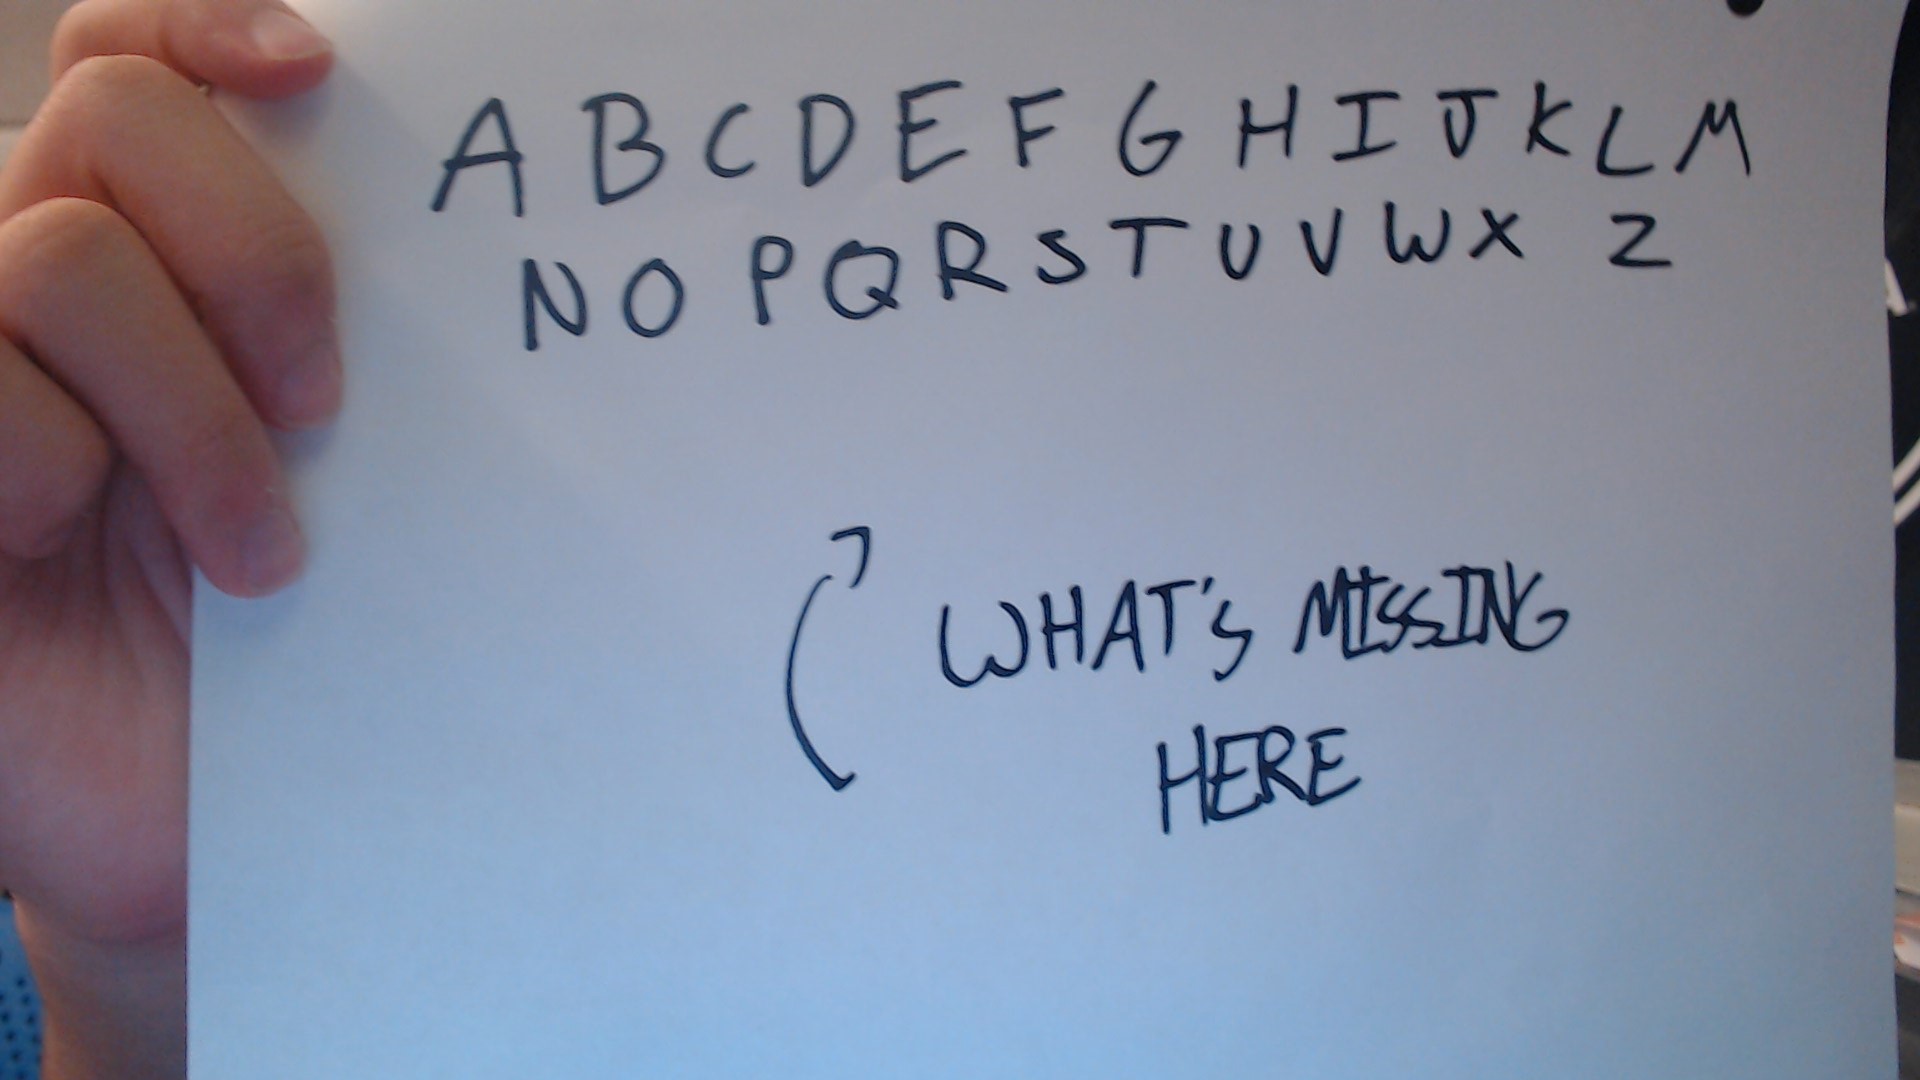 A B C D E F G H I J K L M
N O P Q R S T U V W X Z
WHAT'S MISSING
HERE